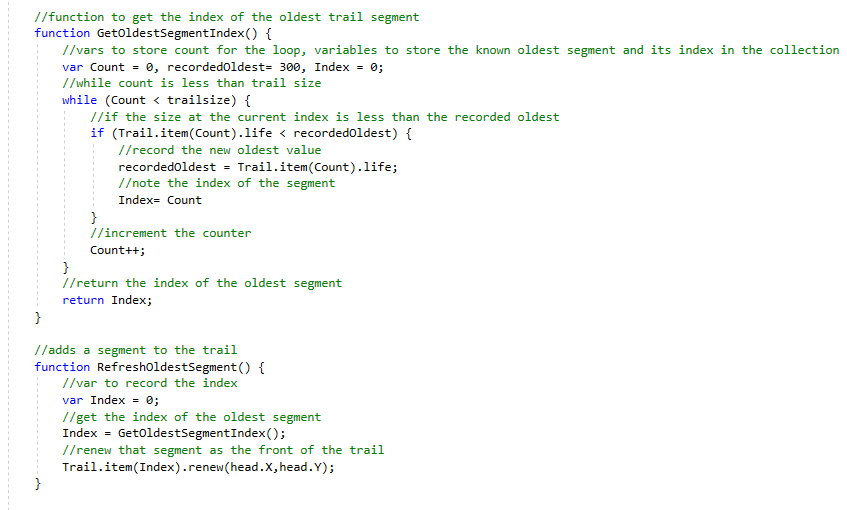 //function to get the index of the oldest trail segment
function GetOldestSegmentIndex() {
    //vars to store count for the loop, variables to store the known oldest segment and its index in the collection
    var Count = 0, recordedOldest= 300, Index = 0;
    //while count is less than trail size
    while (Count < trailsize) {
        //if the size at the current index is less than the recorded oldest
        if (Trail.item(Count).life < recordedOldest) {
            //record the new oldest value
            recordedOldest = Trail.item(Count).life;
            //note the index of the segment
            Index= Count
        }
        //increment the counter
        Count++;
    }
    //return the index of the oldest segment
    return Index;
}

//adds a segment to the trail
function RefreshOldestSegment() {
    //var to record the index
    var Index = 0;
    //get the index of the oldest segment
    Index = GetOldestSegmentIndex();
    //renew that segment as the front of the trail
    Trail.item(Index).renew(head.X,head.Y);
}